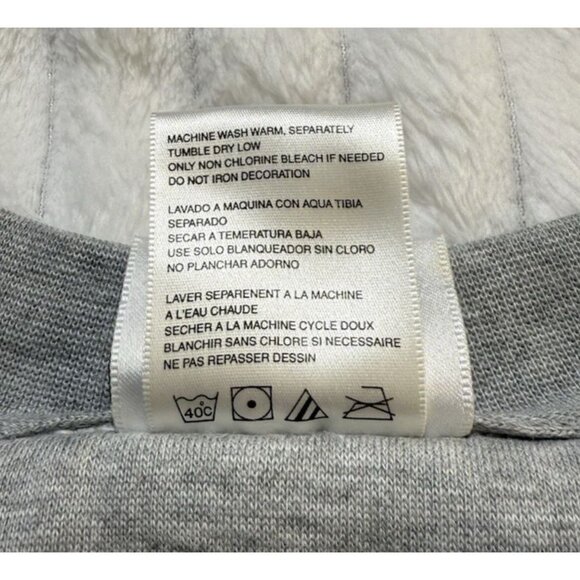 MACHINE WASH WARM, SEPARATELY
TUMBLE DRY LOW
ONLY NON CHLORINE BLEACH IF NEEDED
DO NOT IRON DECORATION
LAVADO A MAQUINA CON AQUA TIBIA
SEPARADO
SECAR A TEMERATURA BAJA
USE SOLO BLANQUEADOR SIN CLORO
NO PLANCHAR ADORNO
LAVER SEPARENENT A LA MACHINE
A L'EAU CHAUDE
SECHER A LA MACHINE CYCLE DOUX
BLANCHIR SANS CHLORE SI NECESSAIRE
NE PAS REPASSER DESSIN
40C